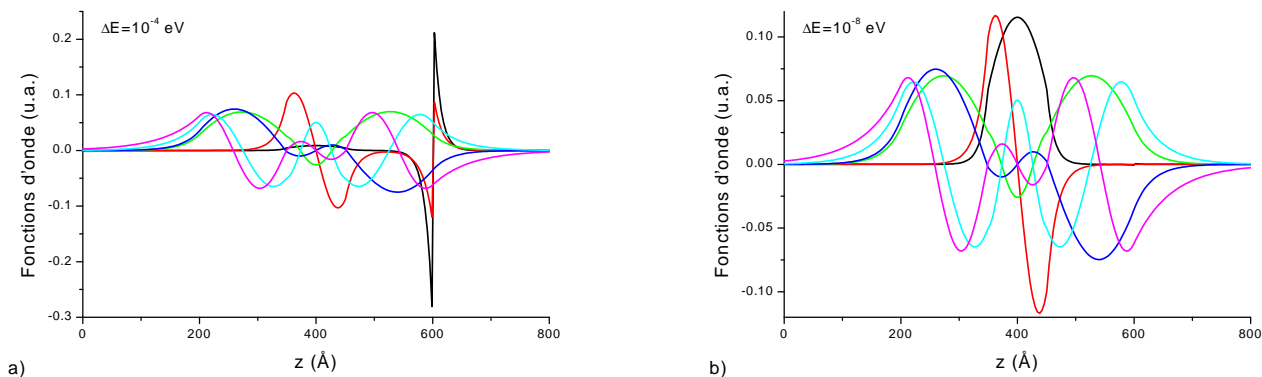 ΔE=10⁻⁴ eV
Fonctions d'onde (u.a.)
0.2
0.1
0.0
-0.1
-0.2
-0.3
0
200
400
600
800
z (Å)
a)
ΔE=10⁻⁸ eV
Fonctions d'onde (u.a.)
0.10
0.05
0.00
-0.05
-0.10
0
200
400
600
800
z (Å)
b)